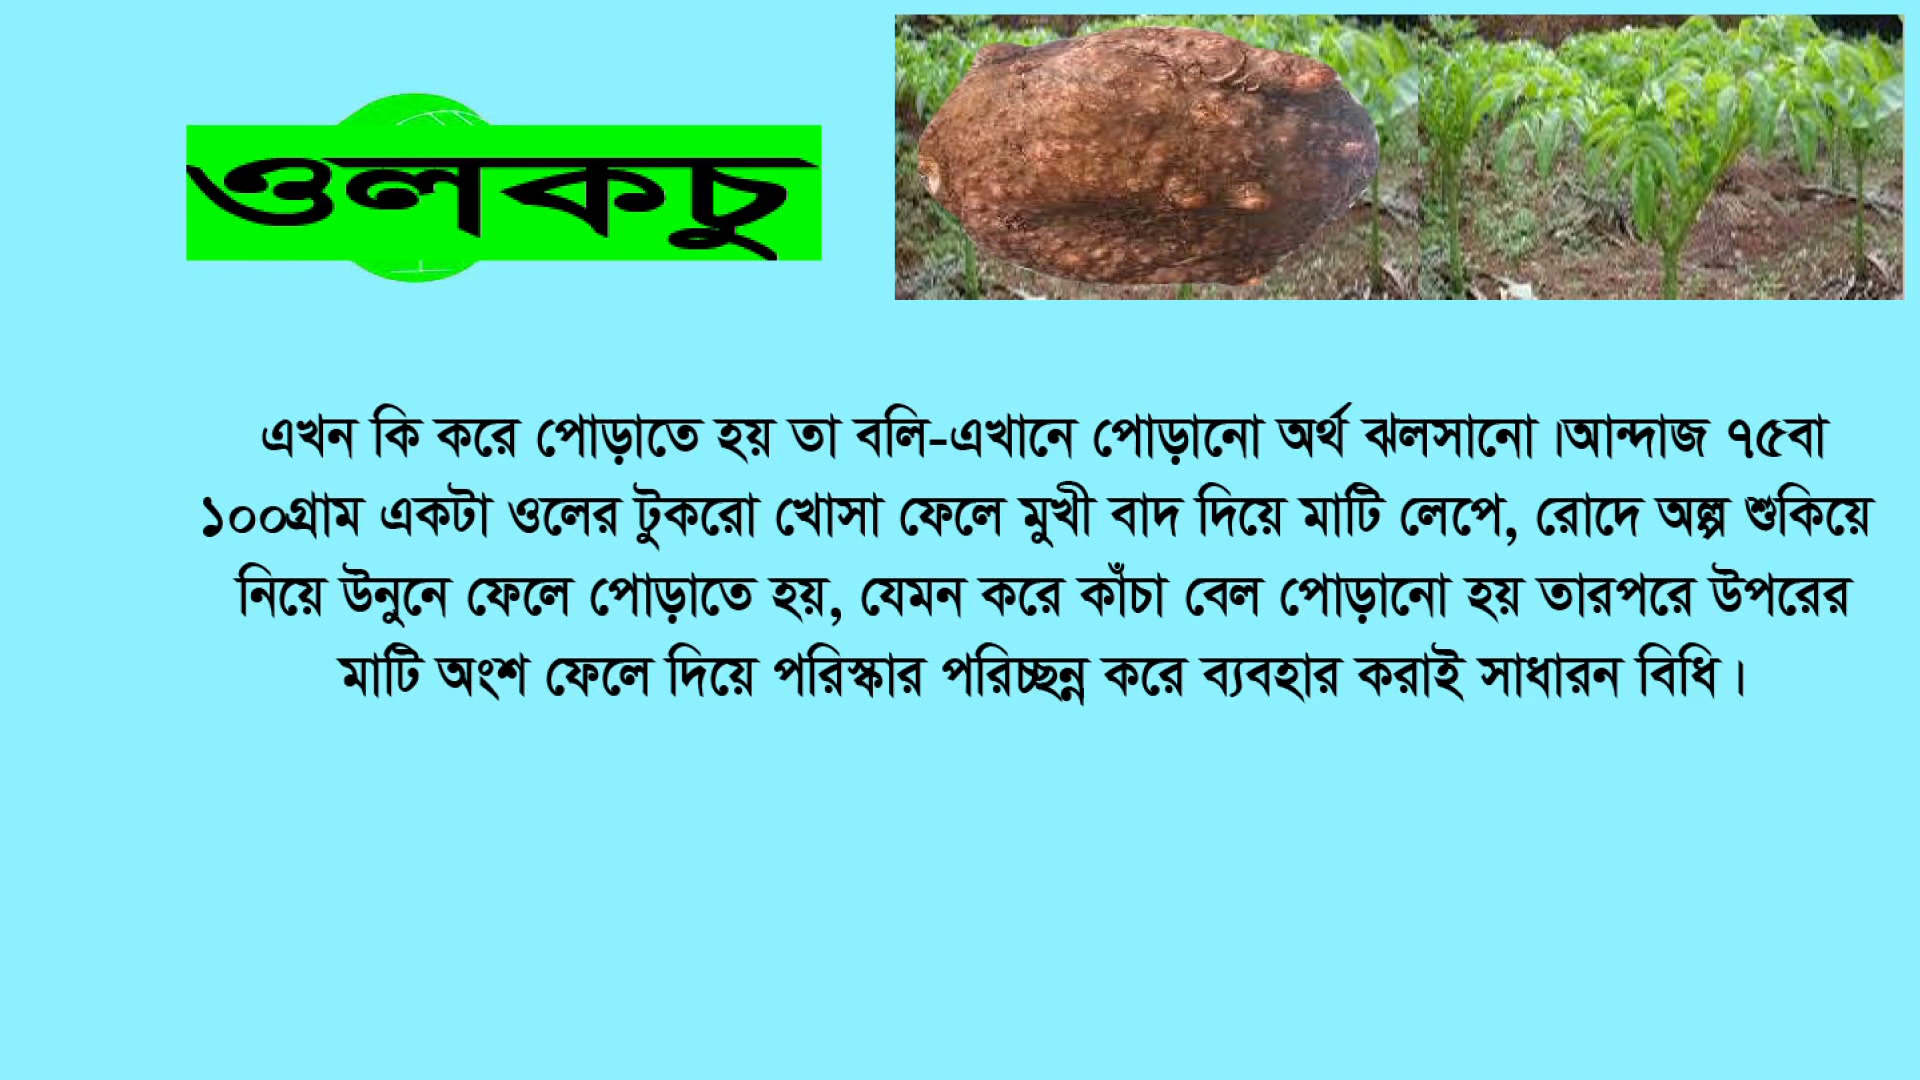 ওলকচু
এখন কি করে পোড়াতে হয় তা বলি-এখানে পোড়ানো অর্থ ঝলসানো।আন্দাজ ৭৫বা
১০০গ্রাম একটা ওলের টুকরো খোসা ফেলে মুখী বাদ দিয়ে মাটি লেপে, রোদে অল্প শুকিয়ে
নিয়ে উনুনে ফেলে পোড়াতে হয়, যেমন করে কাঁচা বেল পোড়ানো হয় তারপরে উপরের
মাটি অংশ ফেলে দিয়ে পরিস্কার পরিচ্ছন্ন করে ব্যবহার করাই সাধারন বিধি।